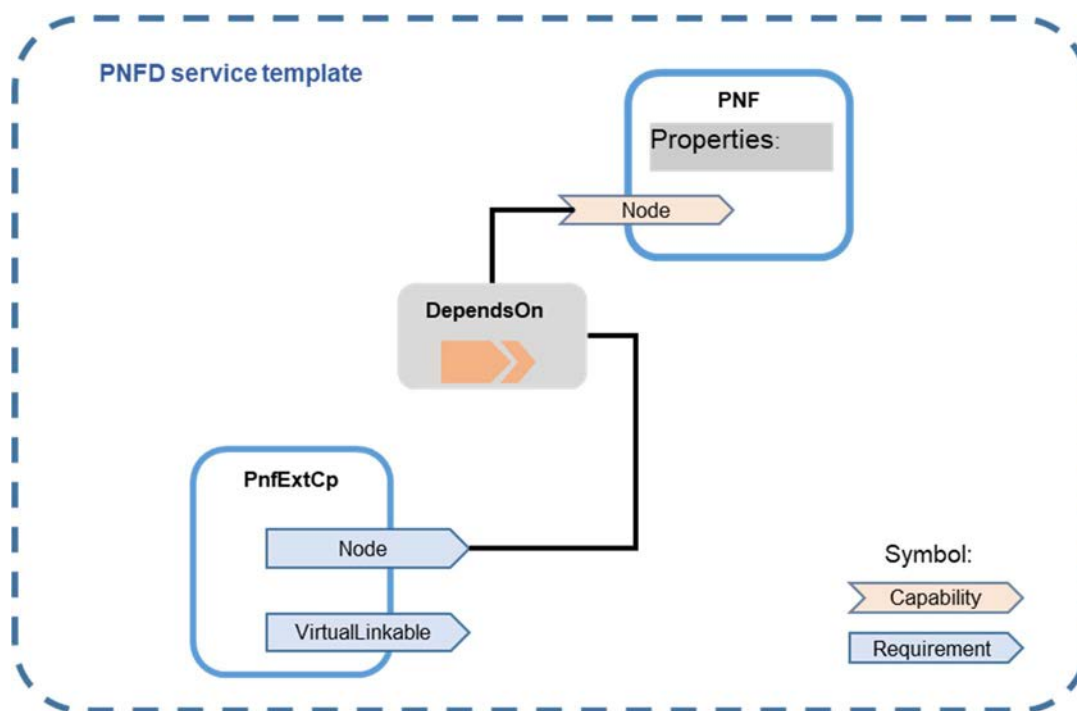 PNFD service template
PNF
Properties:
Node
DependsOn
PnfExtCp
Node
VirtualLinkable
Symbol:
Capability
Requirement